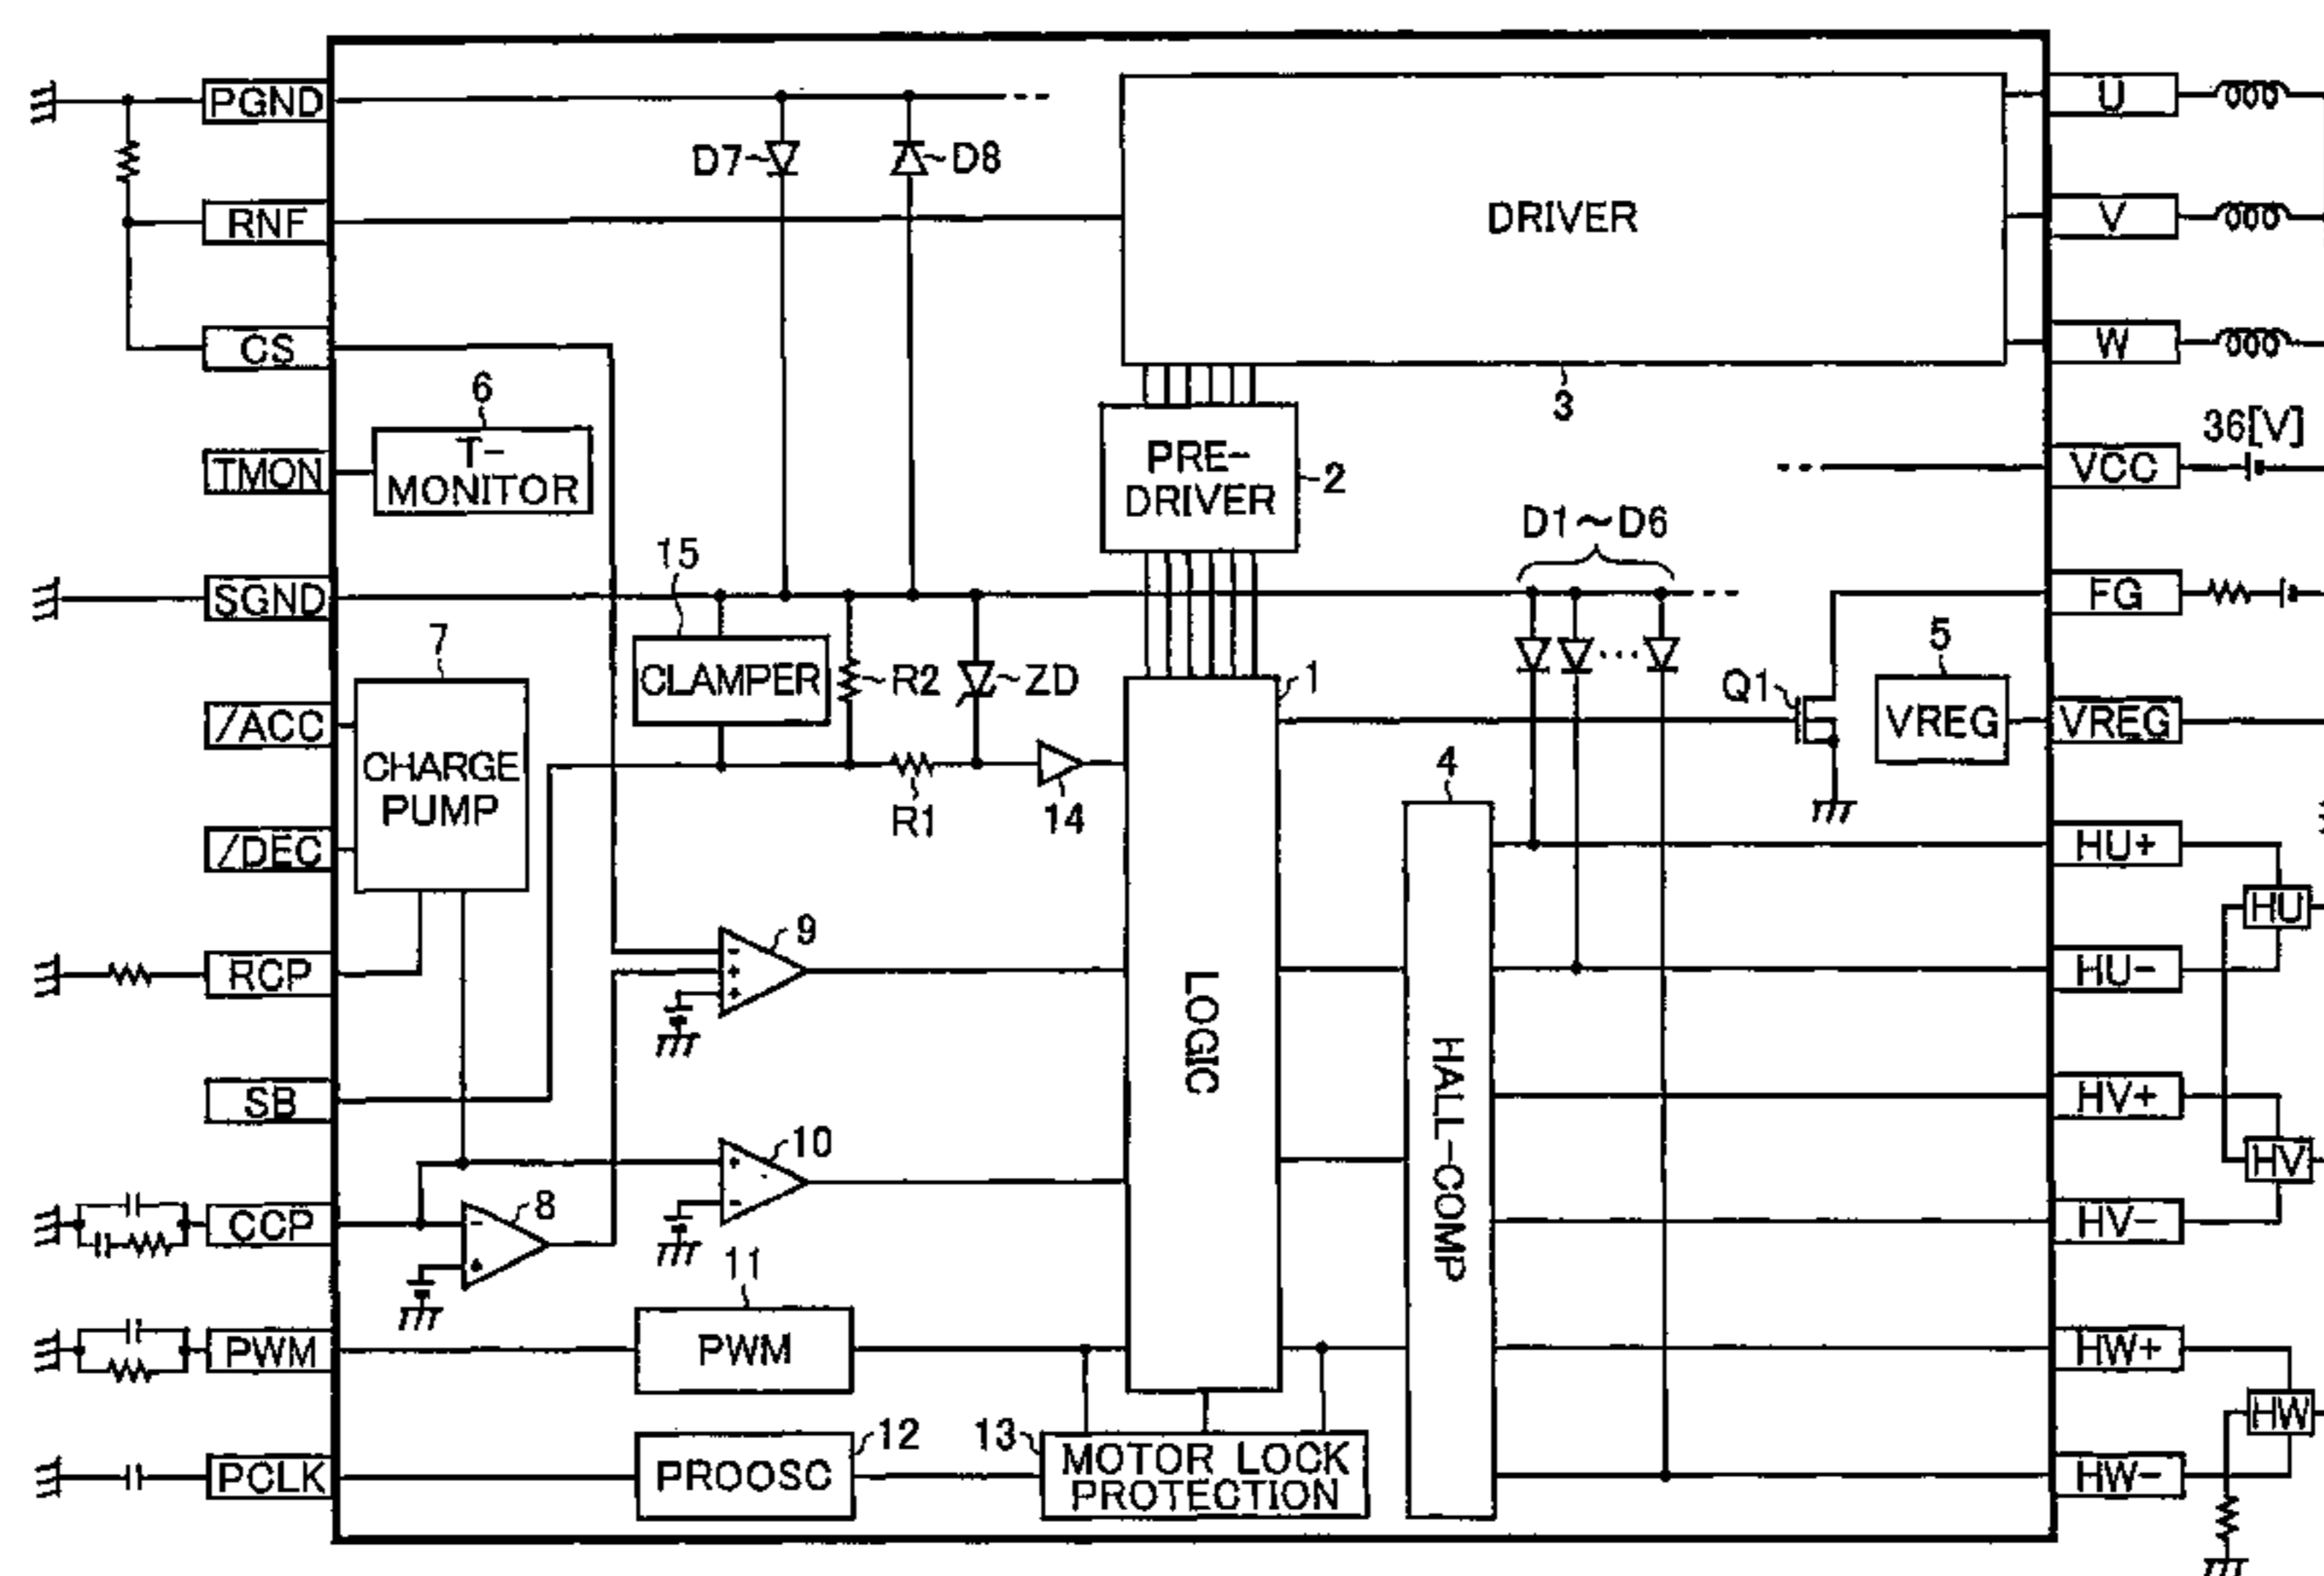 PGND
U
D7
D8
RNF
DRIVER
V
CS
W
6
3
T-
MONITOR
TMON
36[V]
VCC
PRE-
DRIVER
2
D1～D6
15
SGND
FG
7
CLAMPER
R2
ZD
1
5
Q1
VREG
VREG
/ACC
CHARGE
PUMP
R1
14
4
/DEC
HU+
HU
9
RCP
HU-
LOGIC
HALL-COMP
SB
HV+
10
HV
8
CCP
HV-
11
PWM
PWM
HW+
HW
12
13
PCLK
PROOSC
MOTOR LOCK
PROTECTION
HW-